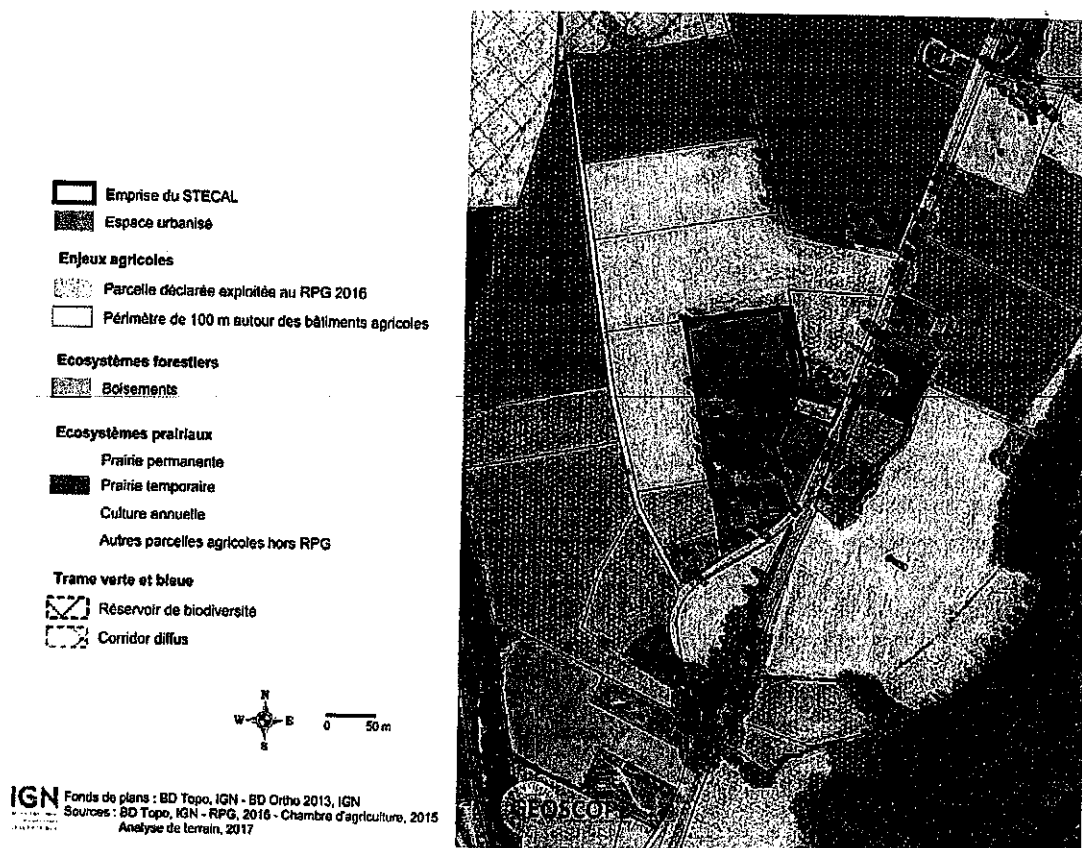 Emprise du STECAL
Espace urbanisé
Enjeux agricoles
Parcelle déclarée exploitée au RPG 2016
Périmètre de 100 m autour des bâtiments agricoles
Ecosystèmes forestiers
Boisements
Ecosystèmes prairiaux
Prairie permanente
Prairie temporaire
Culture annuelle
Autres parcelles agricoles hors RPG
Trame verte et bleue
Réservoir de biodiversité
Corridor diffus
N
W E
S
0 50 m
IGN
Fonds de plans : BD Topo, IGN - BD Ortho 2013, IGN
Sources : BD Topo, IGN - RPG, 2016 - Chambre d'agriculture, 2015
Analyse de terrain, 2017